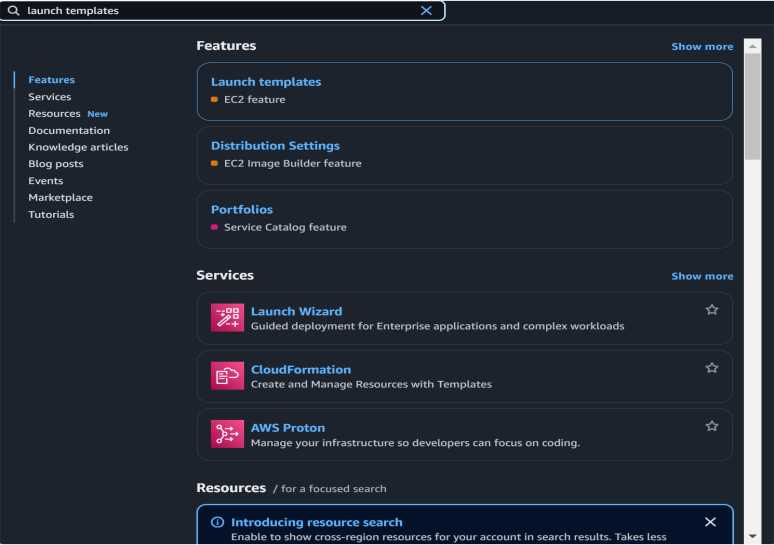 launch templates
Features
Services
Resources New
Documentation
Knowledge articles
Blog posts
Events
Marketplace
Tutorials
Features Show more
Launch templates
EC2 feature
Distribution Settings
EC2 Image Builder feature
Portfolios
Service Catalog feature
Services Show more
Launch Wizard
Guided deployment for Enterprise applications and complex workloads
CloudFormation
Create and Manage Resources with Templates
AWS Proton
Manage your infrastructure so developers can focus on coding.
Resources / for a focused search
Introducing resource search
Enable to show cross-region resources for your account in search results. Takes less